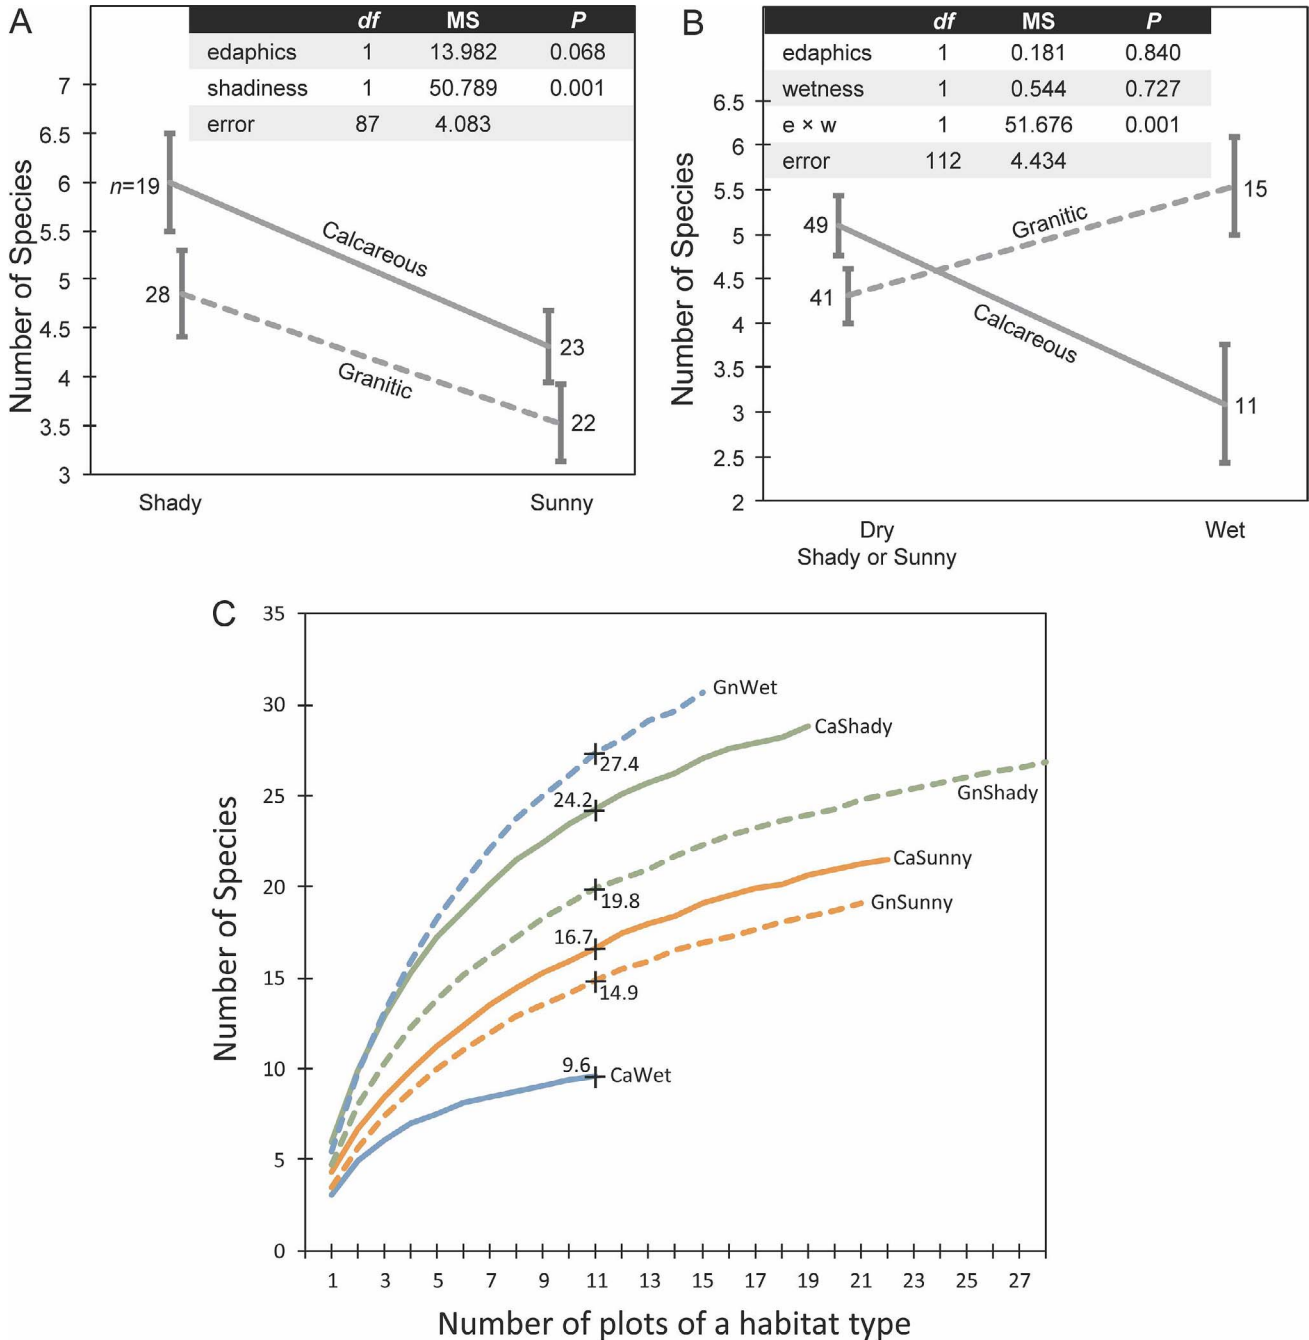 A
df MS P
edaphics 1 13.982 0.068
shadiness 1 50.789 0.001
error 87 4.083
Number of Species
7
6.5
6
5.5
5
4.5
4
3.5
3
n=19
28
Calcareous
Granitic
23
22
Shady Sunny
B
df MS P
edaphics 1 0.181 0.840
wetness 1 0.544 0.727
e × w 1 51.676 0.001
error 112 4.434
Number of Species
6.5
6
5.5
5
4.5
4
3.5
3
2.5
2
49
41
Granitic
Calcareous
15
11
Dry Wet
Shady or Sunny
C
Number of Species
35
30
25
20
15
10
5
0
GnWet
CaShady
GnShady
CaSunny
GnSunny
CaWet
27.4
24.2
19.8
16.7
14.9
9.6
1 3 5 7 9 11 13 15 17 19 21 23 25 27
Number of plots of a habitat type